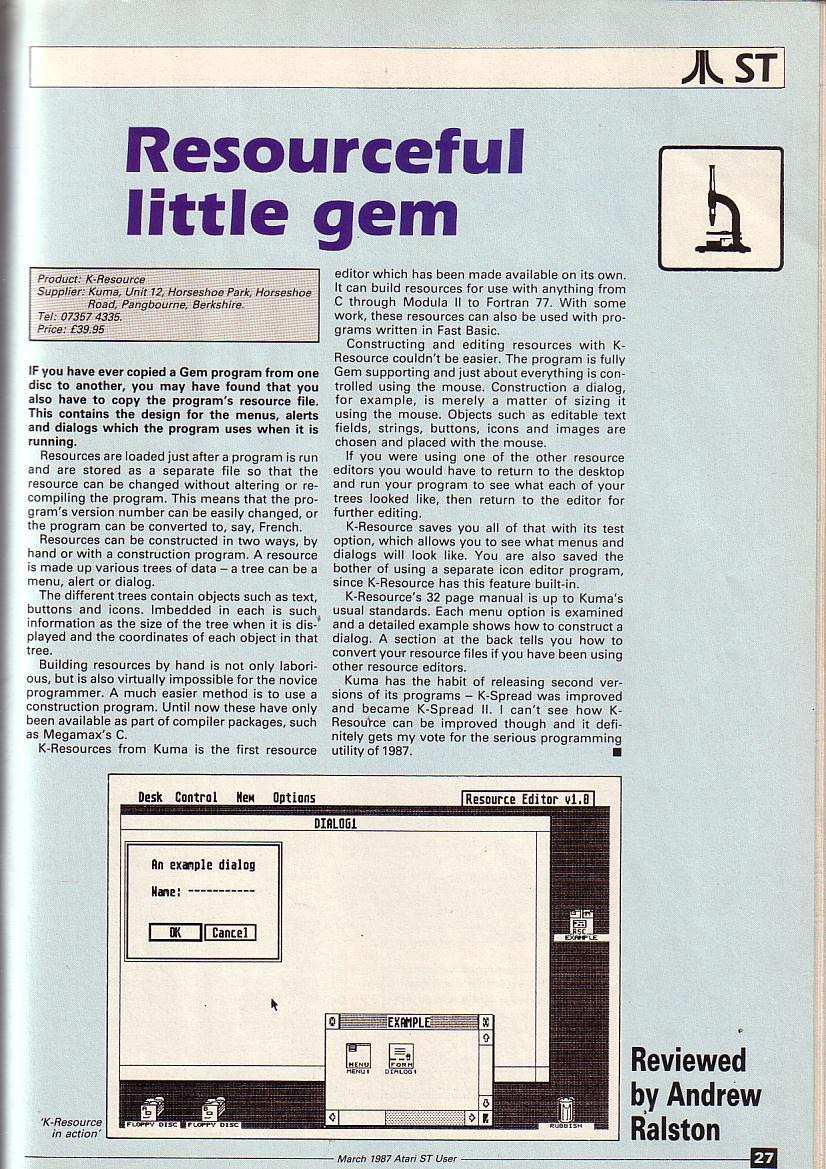 ST
Resourceful
little gem
Product: K-Resource
Supplier: Kuma, Unit 12, Horseshoe Park, Horseshoe
Road, Pangbourne, Berkshire.
Tel: 07357 4335.
Price: £39.95
IF you have ever copied a Gem program from one
disc to another, you may have found that you
also have to copy the program's resource file.
This contains the design for the menus, alerts
and dialogs which the program uses when it is
running.
Resources are loaded just after a program is run
and are stored as a separate file so that the
resource can be changed without altering or re-
compiling the program. This means that the pro-
gram's version number can be easily changed, or
the program can be converted to, say, French.
Resources can be constructed in two ways, by
hand or with a construction program. A resource
is made up various trees of data – a tree can be a
menu, alert or dialog.
The different trees contain objects such as text,
buttons and icons. Imbedded in each is such
information as the size of the tree when it is dis-
played and the coordinates of each object in that
tree.
Building resources by hand is not only labori-
ous, but is also virtually impossible for the novice
programmer. A much easier method is to use a
construction program. Until now these have only
been available as part of compiler packages, such
as Megamax's C.
K-Resources from Kuma is the first resource
editor which has been made available on its own.
It can build resources for use with anything from
C through Modula II to Fortran 77. With some
work, these resources can also be used with pro-
grams written in Fast Basic.
Constructing and editing resources with K-
Resource couldn't be easier. The program is fully
Gem supporting and just about everything is con-
trolled using the mouse. Construction a dialog,
for example, is merely a matter of sizing it
using the mouse. Objects such as editable text
fields, strings, buttons, icons and images are
chosen and placed with the mouse.
If you were using one of the other resource
editors you would have to return to the desktop
and run your program to see what each of your
trees looked like, then return to the editor for
further editing.
K-Resource saves you all of that with its test
option, which allows you to see what menus and
dialogs will look like. You are also saved the
bother of using a separate icon editor program,
since K-Resource has this feature built-in.
K-Resource's 32 page manual is up to Kuma's
usual standards. Each menu option is examined
and a detailed example shows how to construct a
dialog. A section at the back tells you how to
convert your resource files if you have been using
other resource editors.
Kuma has the habit of releasing second ver-
sions of its programs – K-Spread was improved
and became K-Spread II. I can't see how K-
Resource can be improved though and it defi-
nitely gets my vote for the serious programming
utility of 1987.
Desk Control New Options Resource Editor v1.0
DIALOG1
An example dialog
Name: -----------
OK Cancel
RSC
EXAMPLE
EXAMPLE
MENU FORM
MENU1 DIALOG1
FLOPPY DISC FLOPPY DISC
RUBBISH
'K-Resource
in action'
Reviewed
by Andrew
Ralston
March 1987 Atari ST User
27